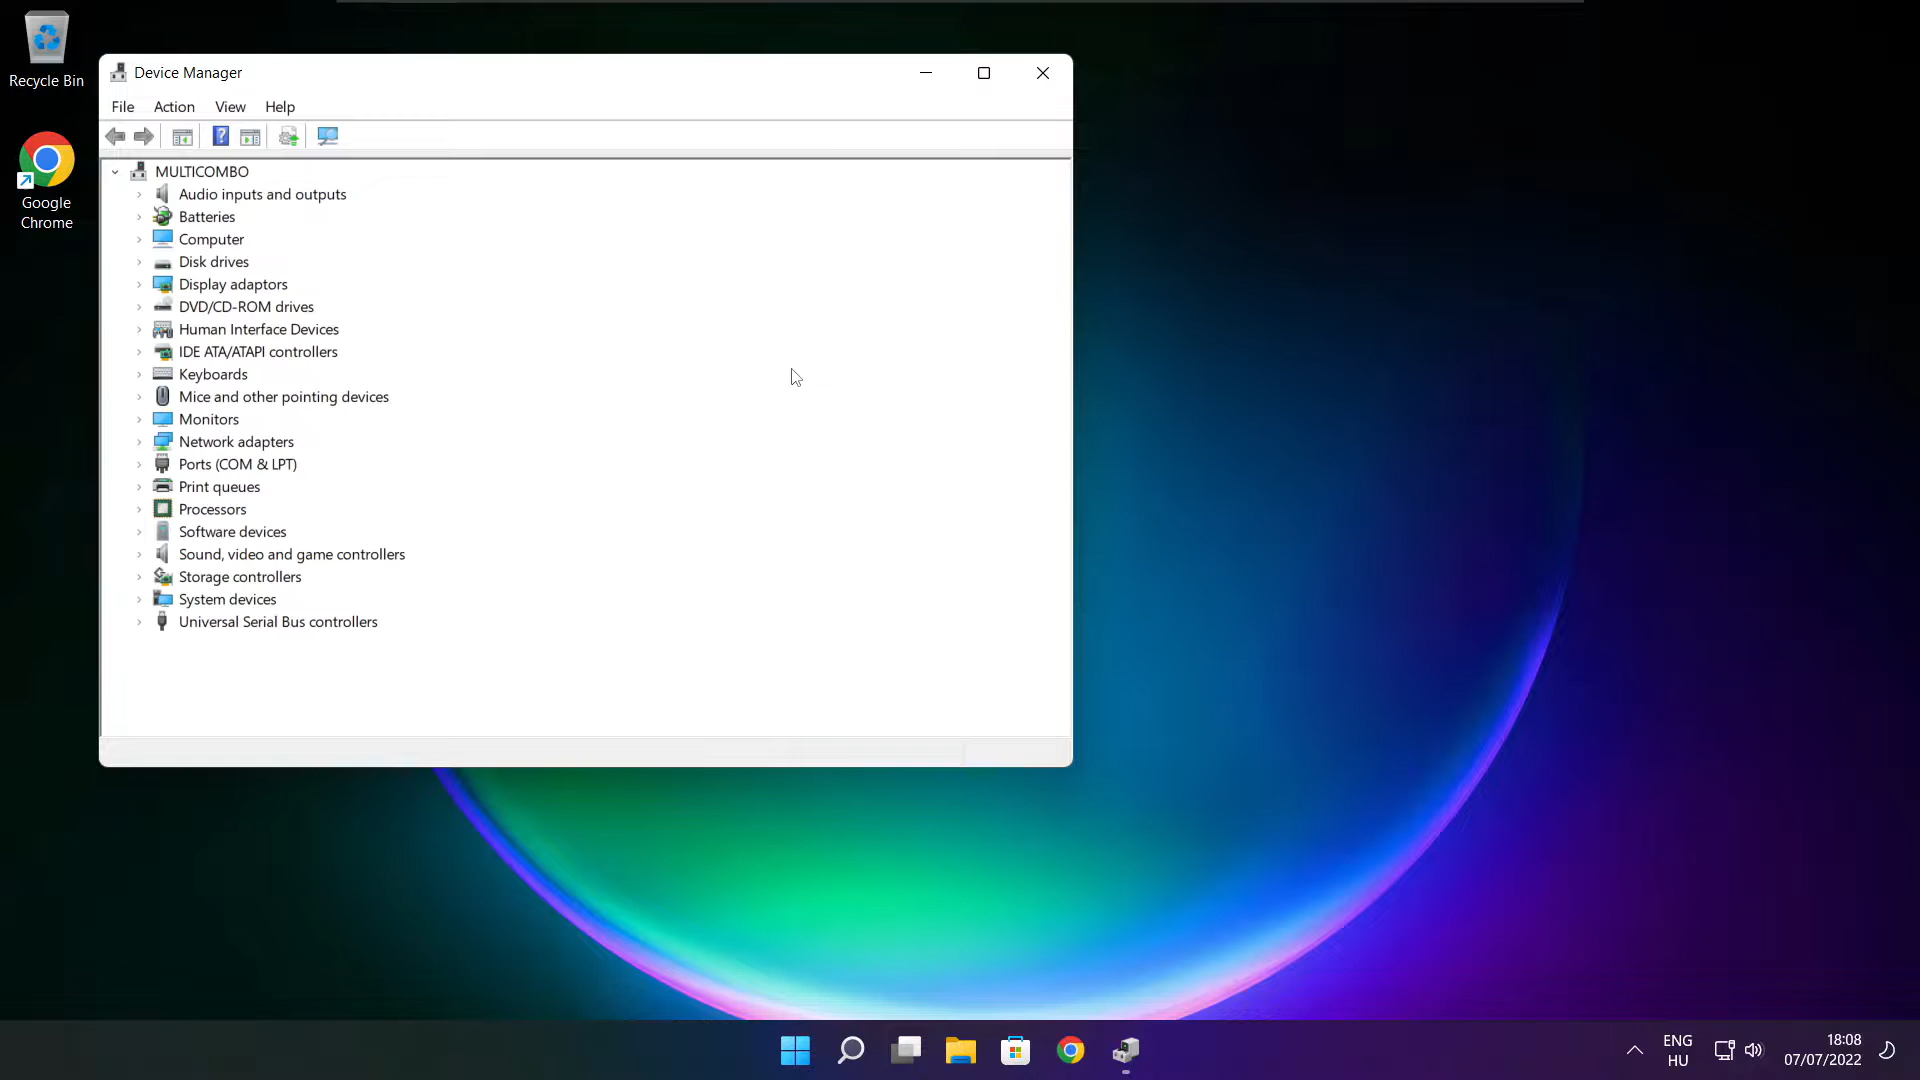 Recycle Bin
Google
Chrome
Device Manager
File Action View Help
MULTICOMBO
Audio inputs and outputs
Batteries
Computer
Disk drives
Display adaptors
DVD/CD-ROM drives
Human Interface Devices
IDE ATA/ATAPI controllers
Keyboards
Mice and other pointing devices
Monitors
Network adapters
Ports (COM & LPT)
Print queues
Processors
Software devices
Sound, video and game controllers
Storage controllers
System devices
Universal Serial Bus controllers
ENG
HU
18:08
07/07/2022